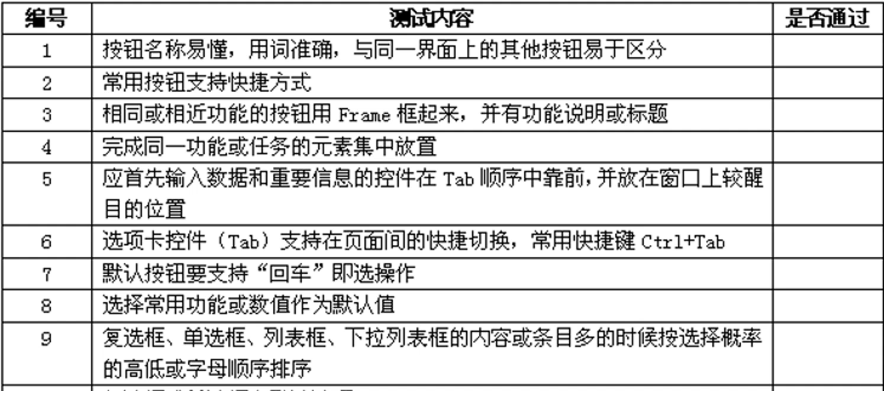 编号 测试内容 是否通过
1 按钮名称易懂，用词准确，与同一界面上的其他按钮易于区分
2 常用按钮支持快捷方式
3 相同或相近功能的按钮用 Frame 框起来，并有功能说明或标题
4 完成同一功能或任务的元素集中放置
5 应首先输入数据和重要信息的控件在 Tab 顺序中靠前，并放在窗口上较醒
目的位置
6 选项卡控件（Tab）支持在页面间的快捷切换，常用快捷键 Ctrl+Tab
7 默认按钮要支持“回车”即选操作
8 选择常用功能或数值作为默认值
9 复选框、单选框、列表框、下拉列表框的内容或条目多的时候按选择概率
的高低或字母顺序排序